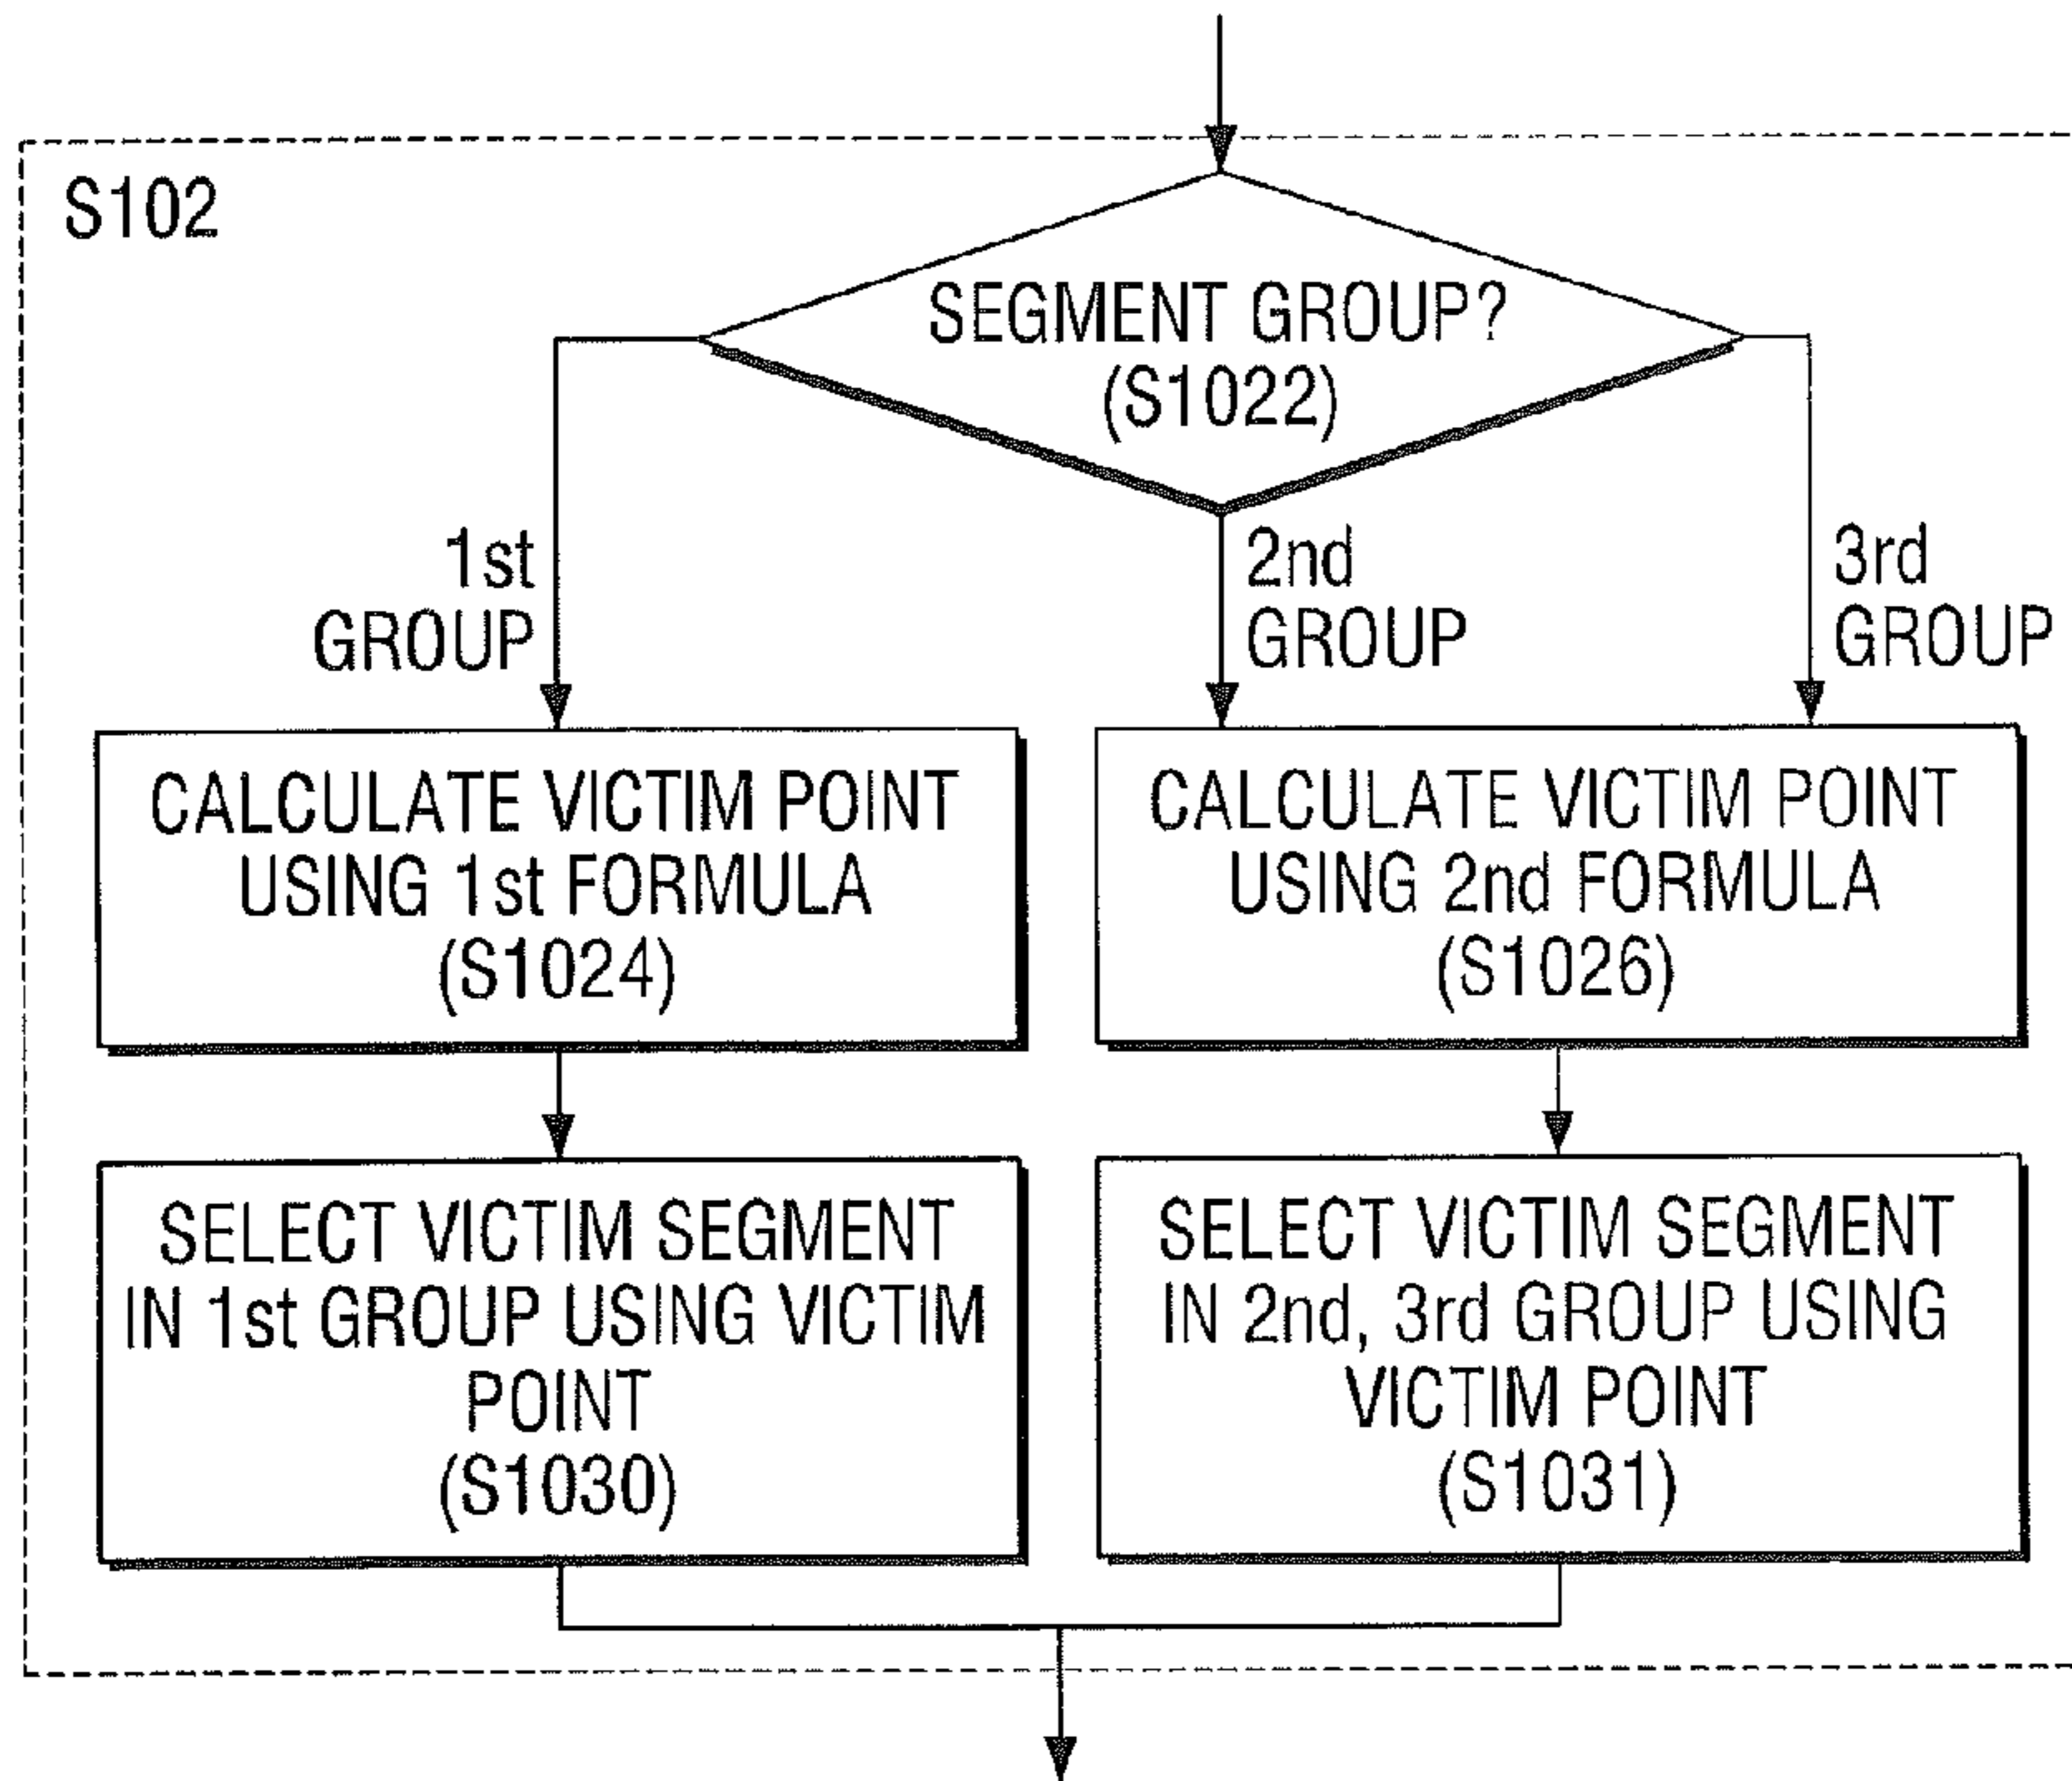 S102
SEGMENT GROUP?
(S1022)
1st
GROUP
2nd
GROUP
3rd
GROUP
CALCULATE VICTIM POINT
USING 1st FORMULA
(S1024)
CALCULATE VICTIM POINT
USING 2nd FORMULA
(S1026)
SELECT VICTIM SEGMENT
IN 1st GROUP USING VICTIM
POINT
(S1030)
SELECT VICTIM SEGMENT
IN 2nd, 3rd GROUP USING
VICTIM POINT
(S1031)